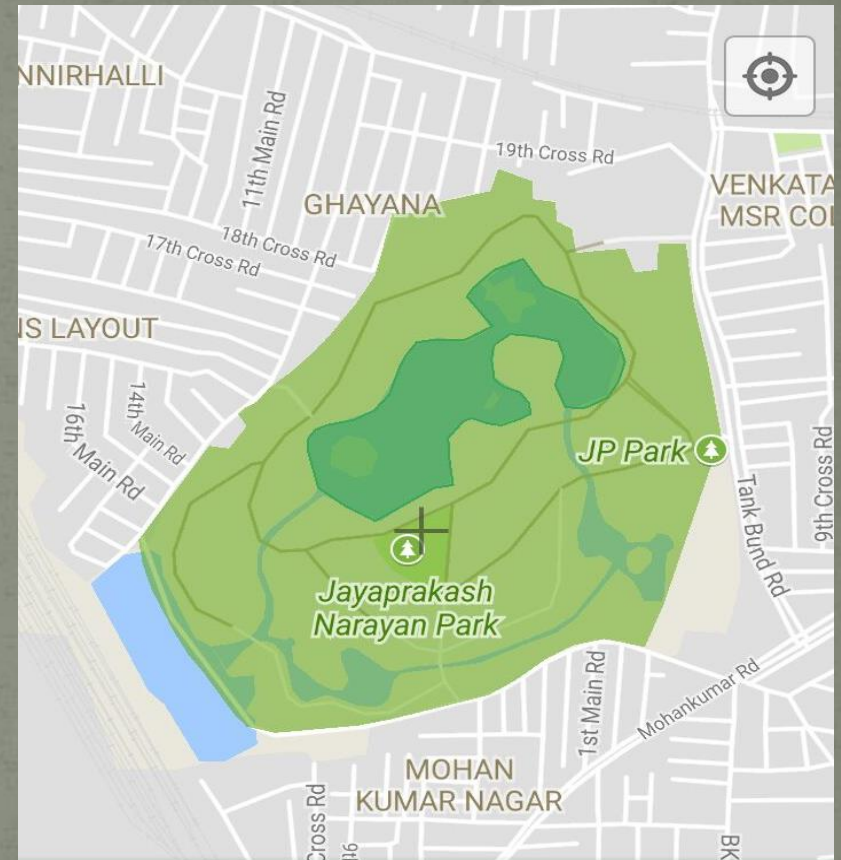 NNIRHALLI
11th Main Rd
19th Cross Rd
GHAYANA
VENKATA
MSR COL
18th Cross Rd
17th Cross Rd
NS LAYOUT
14th Main Rd
16th Main Rd
JP Park
9th Cross Rd
Tank Bund Rd
Jayaprakash
Narayan Park
1st Main Rd
Mohankumar Rd
MOHAN
KUMAR NAGAR
Cross Rd
BK